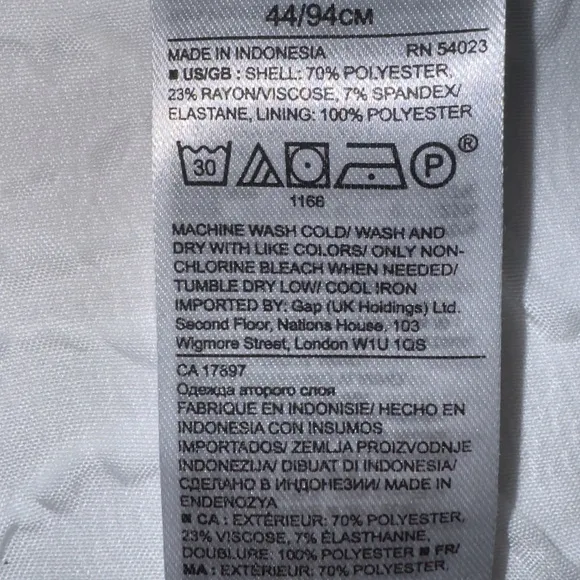 44/94CM
MADE IN INDONESIA RN 54023
■ US/GB : SHELL: 70% POLYESTER,
23% RAYON/VISCOSE, 7% SPANDEX/
ELASTANE, LINING: 100% POLYESTER
30 P ®
1166
MACHINE WASH COLD/ WASH AND
DRY WITH LIKE COLORS/ ONLY NON-
CHLORINE BLEACH WHEN NEEDED/
TUMBLE DRY LOW/ COOL IRON
IMPORTED BY: Gap (UK Holdings) Ltd.
Second Floor, Nations House, 103
Wigmore Street, London W1U 1QS
CA 17897
Одежда второго слоя
FABRIQUE EN INDONISIE/ HECHO EN
INDONESIA CON INSUMOS
IMPORTADOS/ ZEMLJA PROIZVODNJE
INDONEZIJA/ DIBUAT DI INDONESIA/
СДЕЛАНО В ИНДОНЕЗИИ/ MADE IN
ENDENOZYA
■ CA : EXTÉRIEUR: 70% POLYESTER,
23% VISCOSE, 7% ÉLASTHANNE,
DOUBLURE: 100% POLYESTER ■ FR/
MA : EXTÉRIEUR: 70% POLYESTER,